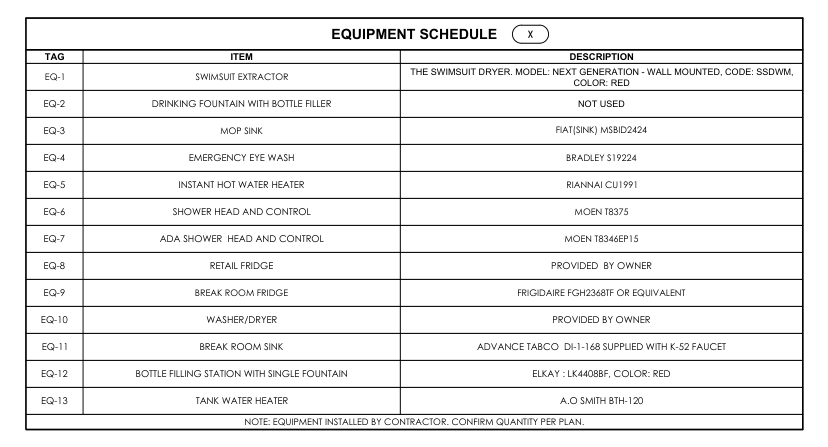 EQUIPMENT SCHEDULE X
TAG ITEM DESCRIPTION
EQ-1 SWIMSUIT EXTRACTOR THE SWIMSUIT DRYER. MODEL: NEXT GENERATION - WALL MOUNTED, CODE: SSDWM,
COLOR: RED
EQ-2 DRINKING FOUNTAIN WITH BOTTLE FILLER NOT USED
EQ-3 MOP SINK FIAT(SINK) MSBID2424
EQ-4 EMERGENCY EYE WASH BRADLEY S19224
EQ-5 INSTANT HOT WATER HEATER RIANNAI CU1991
EQ-6 SHOWER HEAD AND CONTROL MOEN T8375
EQ-7 ADA SHOWER HEAD AND CONTROL MOEN T8346EP15
EQ-8 RETAIL FRIDGE PROVIDED BY OWNER
EQ-9 BREAK ROOM FRIDGE FRIGIDAIRE FGH2368TF OR EQUIVALENT
EQ-10 WASHER/DRYER PROVIDED BY OWNER
EQ-11 BREAK ROOM SINK ADVANCE TABCO DI-1-168 SUPPLIED WITH K-52 FAUCET
EQ-12 BOTTLE FILLING STATION WITH SINGLE FOUNTAIN ELKAY : LK4408BF, COLOR: RED
EQ-13 TANK WATER HEATER A.O SMITH BTH-120
NOTE: EQUIPMENT INSTALLED BY CONTRACTOR. CONFIRM QUANTITY PER PLAN.